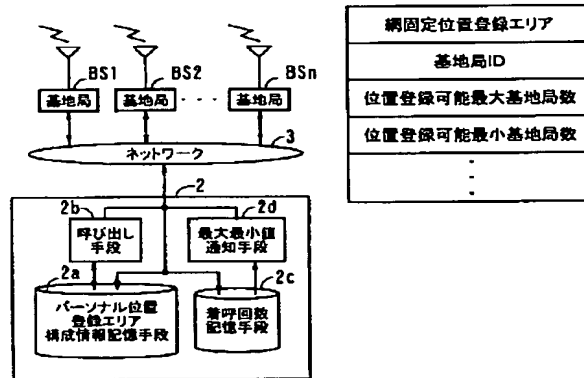 BS1
BS2
BSn
基地局
基地局
・・・
基地局
3
ネットワーク
2
2b
呼び出し
手段
2d
最大最小値
通知手段
2a
パーソナル位置
登録エリア
構成情報記憶手段
2c
着呼回数
記憶手段
網固定位置登録エリア
基地局ID
位置登録可能最大基地局数
位置登録可能最小基地局数
・
・
・